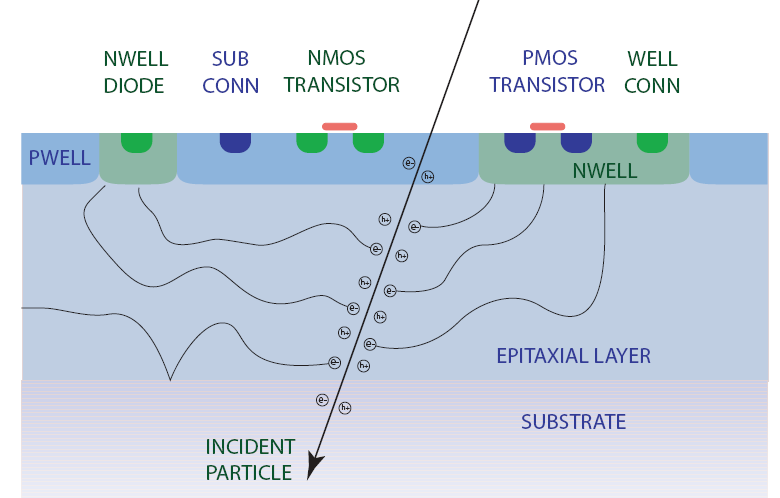 NWELL
DIODE
SUB
CONN
NMOS
TRANSISTOR
PMOS
TRANSISTOR
WELL
CONN
PWELL
NWELL
e-
h+
h+
e-
e-
h+
h+
e-
e-
h+
h+
e-
e-
h+
e-
h+
EPITAXIAL LAYER
SUBSTRATE
INCIDENT
PARTICLE